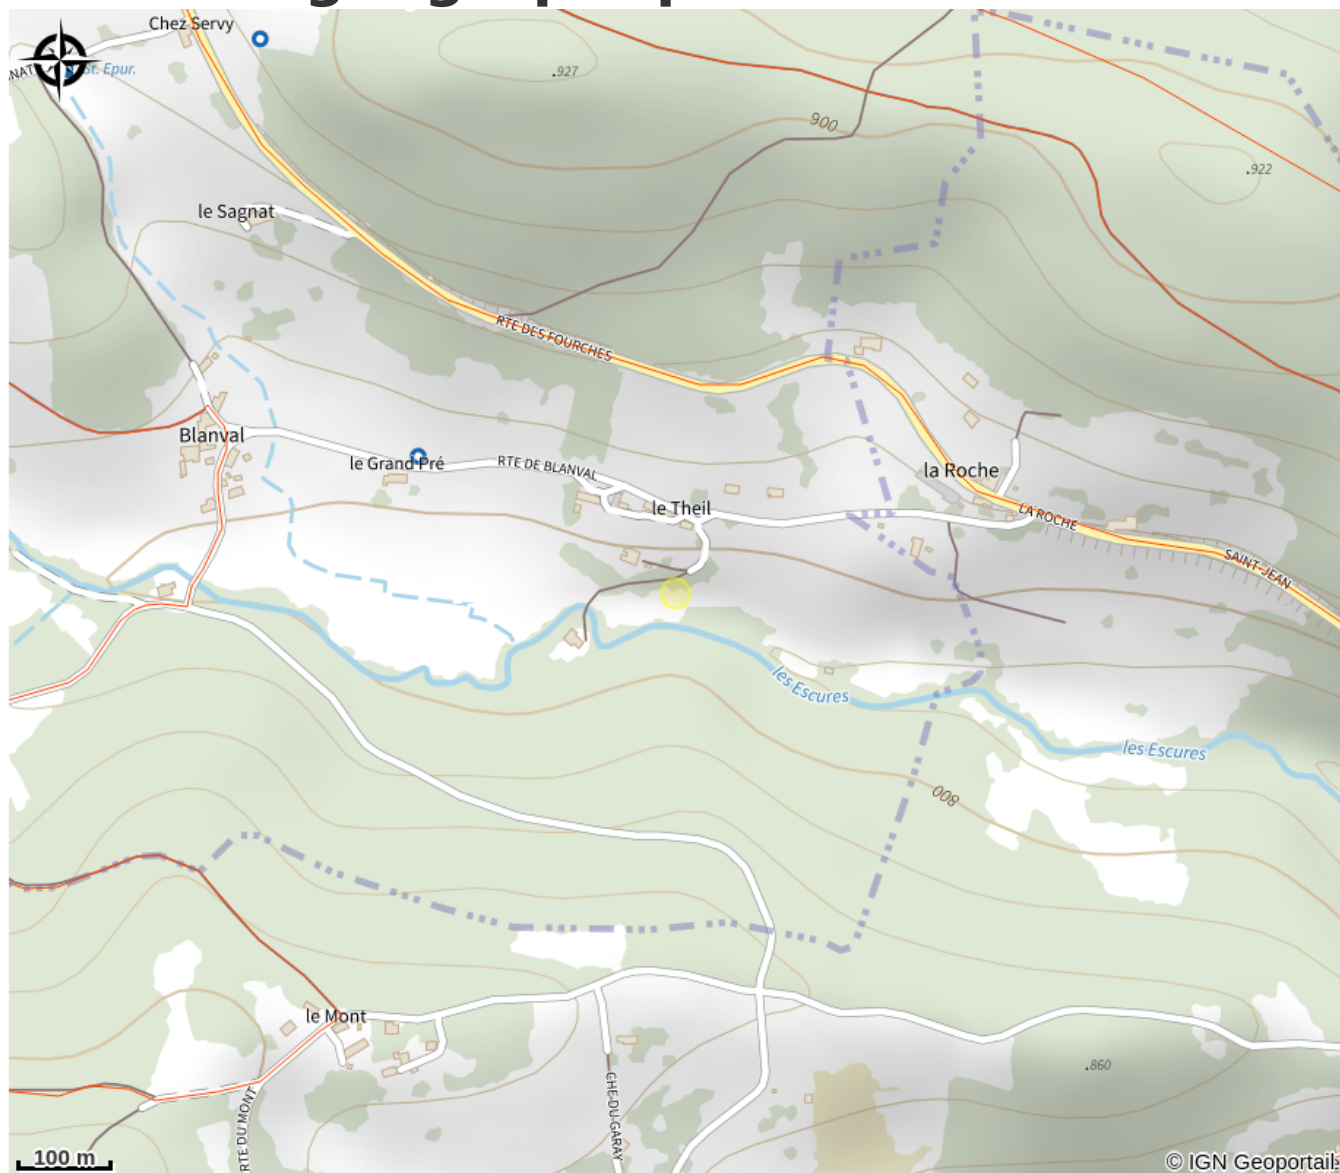 Chez Servy
St. Epur.
.927
900
.922
le Sagnat
RTE DES FOURCHES
Blanval
le Grand Pré
RTE DE BLANVAL
la Roche
le Theil
LA ROCHE
SAINT-JEAN
les Escures
les Escures
800
le Mont
.860
RTE DU MONT
CHE DU GARAY
100 m
© IGN Geoportail